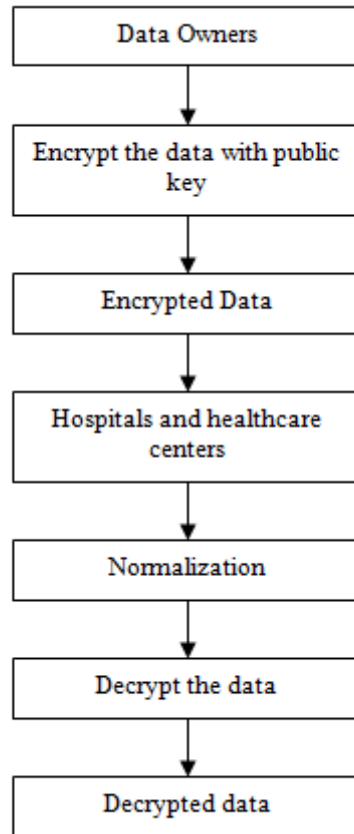 Data Owners
Encrypt the data with public
key
Encrypted Data
Hospitals and healthcare
centers
Normalization
Decrypt the data
Decrypted data